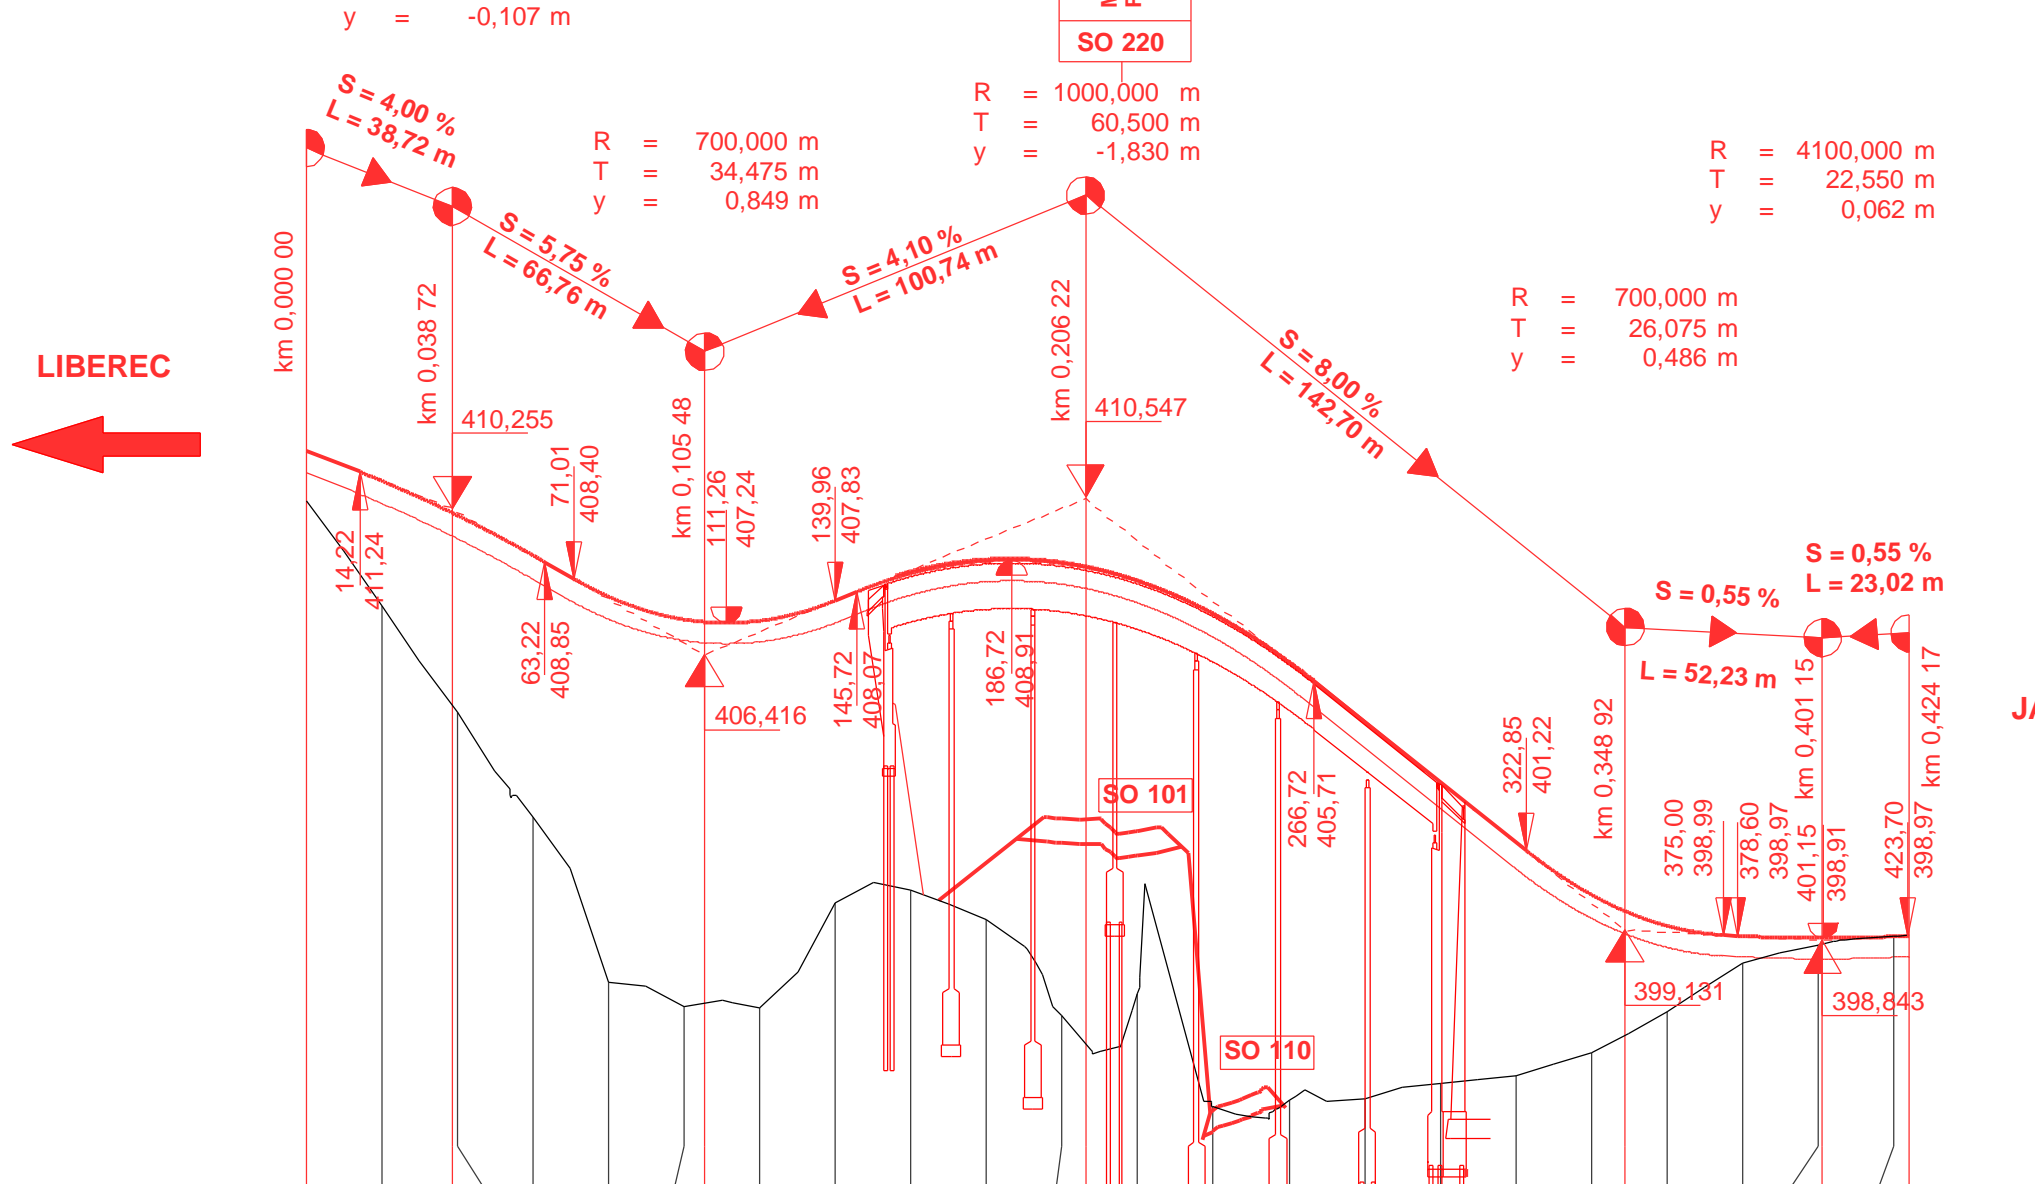 y = -0,107 m
SO 220
S = 4,00 %
L = 38,72 m
R = 700,000 m
T = 34,475 m
y = 0,849 m
R = 1000,000 m
T = 60,500 m
y = -1,830 m
R = 4100,000 m
T = 22,550 m
y = 0,062 m
S = 5,75 %
L = 66,76 m
S = 4,10 %
L = 100,74 m
R = 700,000 m
T = 26,075 m
y = 0,486 m
S = 8,00 %
L = 142,70 m
km 0,000 00
km 0,038 72
km 0,105 48
km 0,206 22
LIBEREC
410,255
410,547
71,01
408,40
111,26
407,24
139,96
407,83
14,22
411,24
63,22
408,85
145,72
408,07
186,72
408,91
406,416
S = 0,55 %
L = 23,02 m
S = 0,55 %
L = 52,23 m
km 0,348 92
km 0,401 15
km 0,424 17
SO 101
266,72
405,71
322,85
401,22
375,00
398,99
378,60
398,97
401,15
398,91
423,70
398,97
399,131
398,843
SO 110